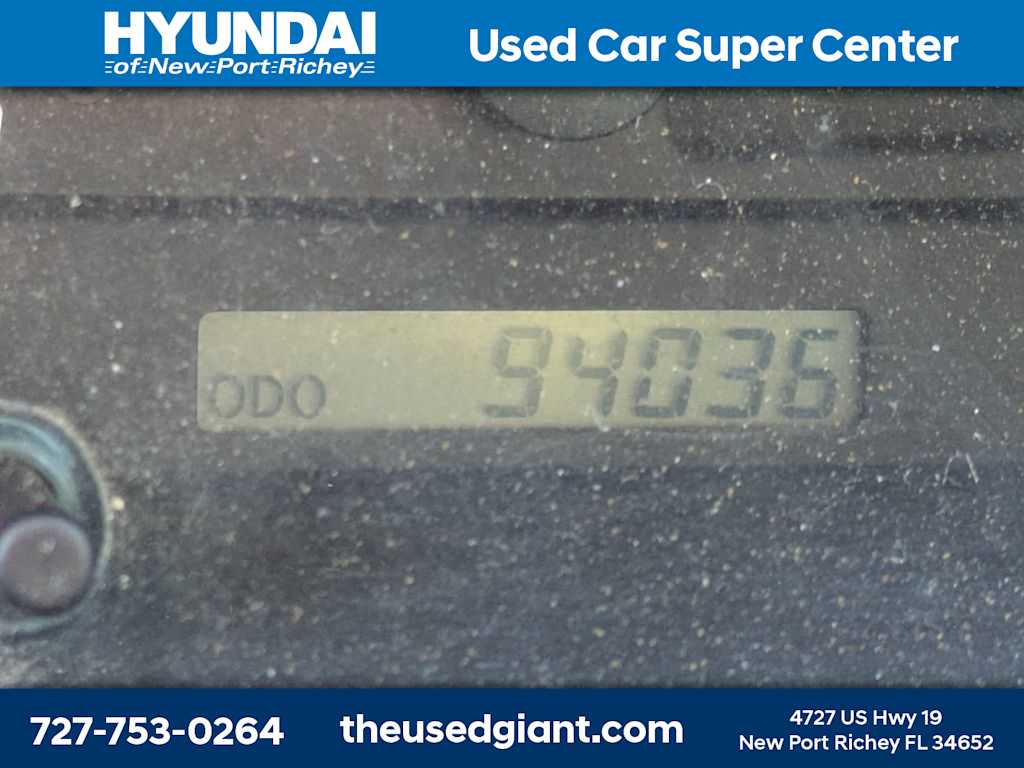 HYUNDAI
of New Port Richey
Used Car Super Center
ODO 94036
727-753-0264
theusedgiant.com
4727 US Hwy 19
New Port Richey FL 34652